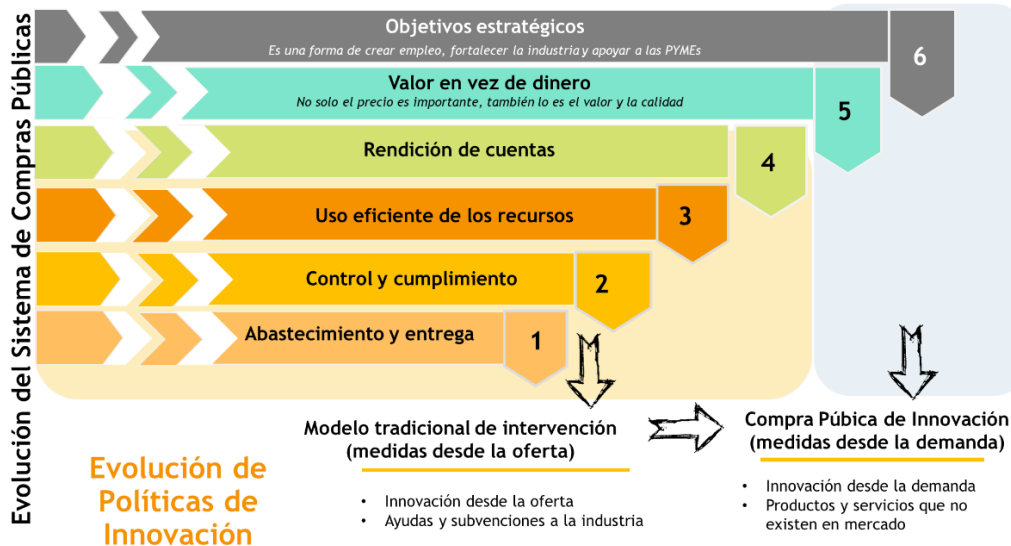 Evolución del Sistema de Compras Públicas
Objetivos estratégicos
Es una forma de crear empleo, fortalecer la industria y apoyar a las PYMEs
6
Valor en vez de dinero
No solo el precio es importante, también lo es el valor y la calidad
5
Rendición de cuentas
4
Uso eficiente de los recursos
3
Control y cumplimiento
2
Abastecimiento y entrega
1
Modelo tradicional de intervención
(medidas desde la oferta)
• Innovación desde la oferta
• Ayudas y subvenciones a la industria
Compra Púbica de Innovación
(medidas desde la demanda)
• Innovación desde la demanda
• Productos y servicios que no
existen en mercado
Evolución de
Políticas de
Innovación